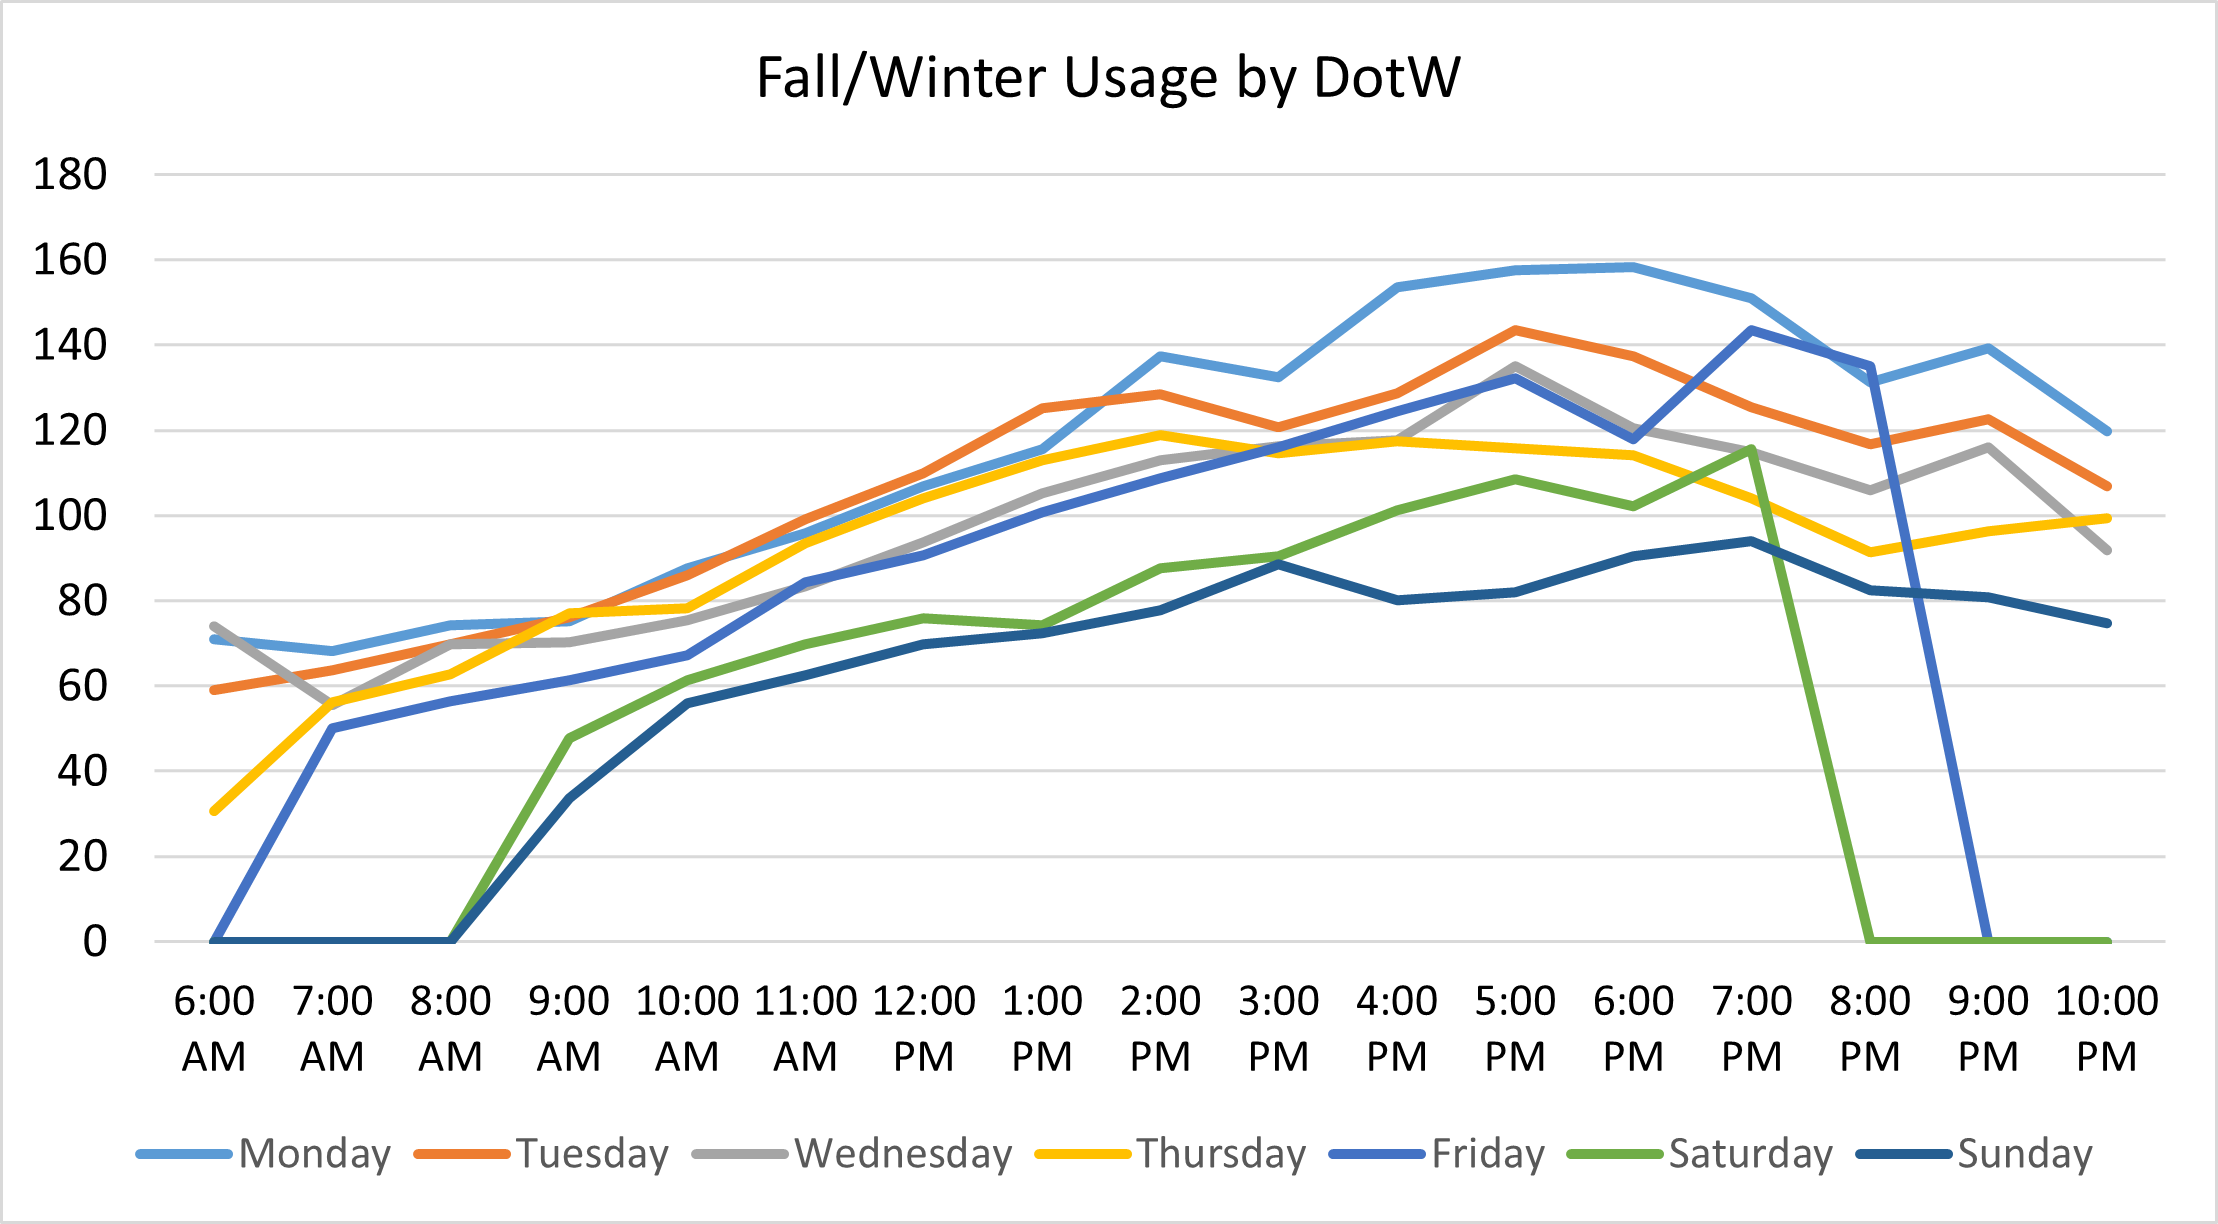 Fall/Winter Usage by DotW
180
160
140
120
100
80
60
40
20
0
6:00 7:00 8:00 9:00 10:00 11:00 12:00 1:00 2:00 3:00 4:00 5:00 6:00 7:00 8:00 9:00 10:00
AM AM AM AM AM AM PM PM PM PM PM PM PM PM PM PM PM
Monday Tuesday Wednesday Thursday Friday Saturday Sunday